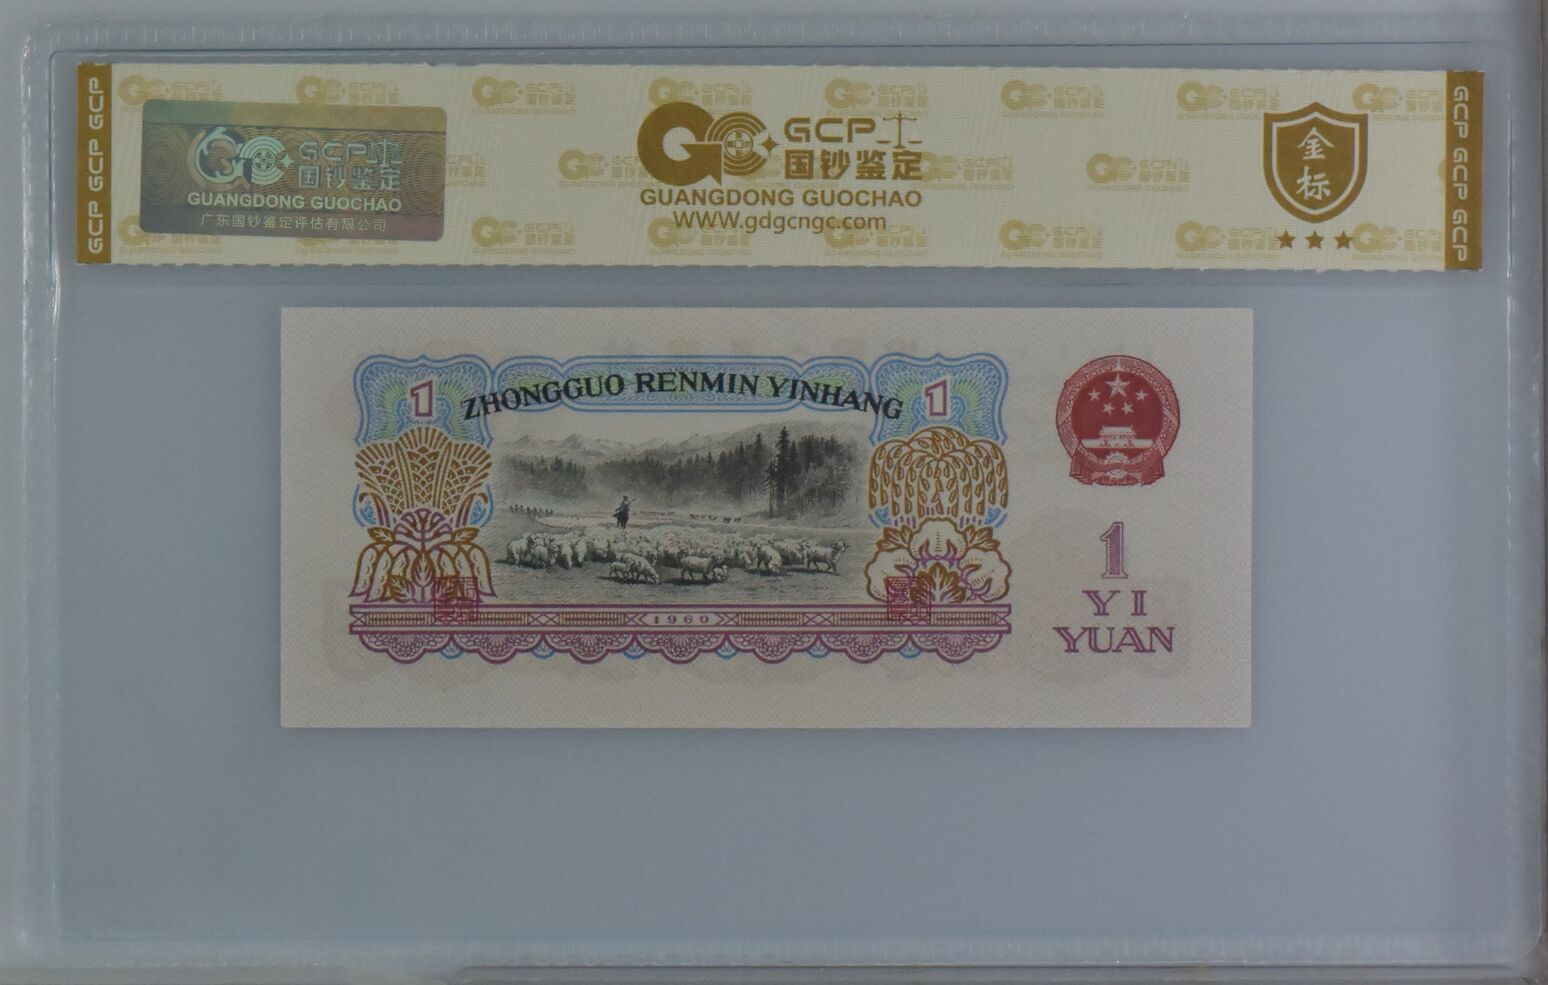 GCP GCP GCP
GCP
国钞鉴定
GUANGDONG GUOCHAO
广东国钞鉴定评估有限公司
GCP
国钞鉴定
GUANGDONG GUOCHAO
WWW.gdgcngc.com
金标
GCP GCP GCP
1
ZHONGGUO RENMIN YINHANG
1
1960
1
YI
YUAN